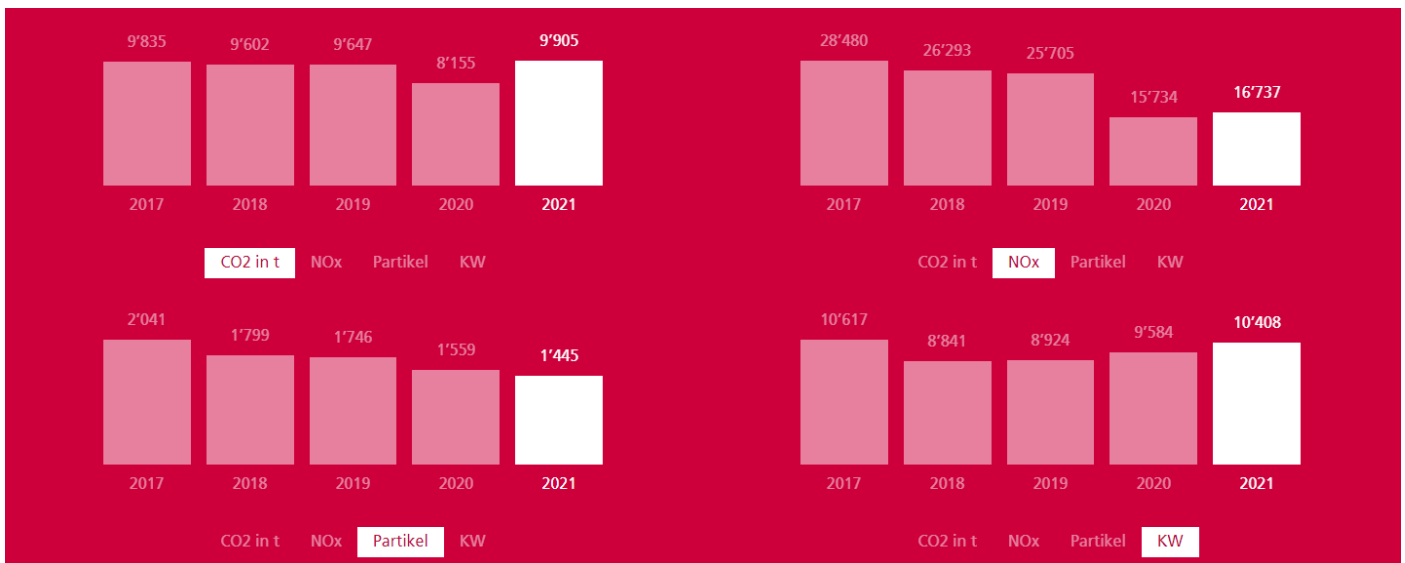 9’835 9’602 9’647 8’155 9’905
2017 2018 2019 2020 2021
CO2 in t NOx Partikel KW
28’480 26’293 25’705 15’734 16’737
2017 2018 2019 2020 2021
CO2 in t NOx Partikel KW
2’041 1’799 1’746 1’559 1’445
2017 2018 2019 2020 2021
CO2 in t NOx Partikel KW
10’617 8’841 8’924 9’584 10’408
2017 2018 2019 2020 2021
CO2 in t NOx Partikel KW